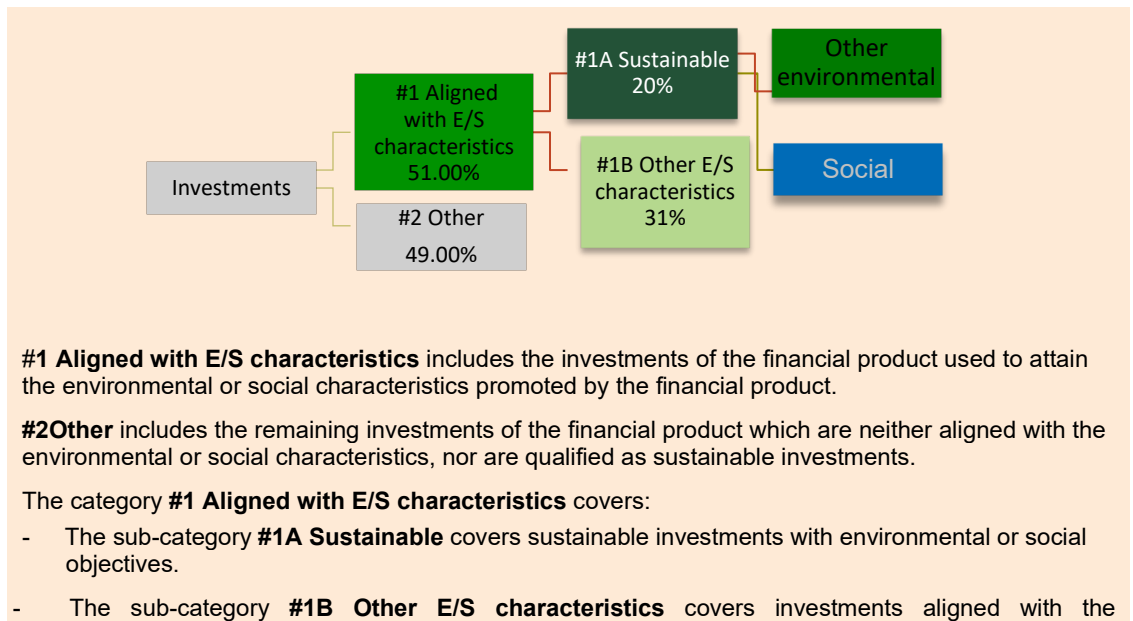 Investments
#1 Aligned
with E/S
characteristics
51.00%
#2 Other
49.00%
#1A Sustainable
20%
#1B Other E/S
characteristics
31%
Other
environmental
Social
#1 Aligned with E/S characteristics includes the investments of the financial product used to attain
the environmental or social characteristics promoted by the financial product.
#2Other includes the remaining investments of the financial product which are neither aligned with the
environmental or social characteristics, nor are qualified as sustainable investments.
The category #1 Aligned with E/S characteristics covers:
- The sub-category #1A Sustainable covers sustainable investments with environmental or social
objectives.
- The sub-category #1B Other E/S characteristics covers investments aligned with the